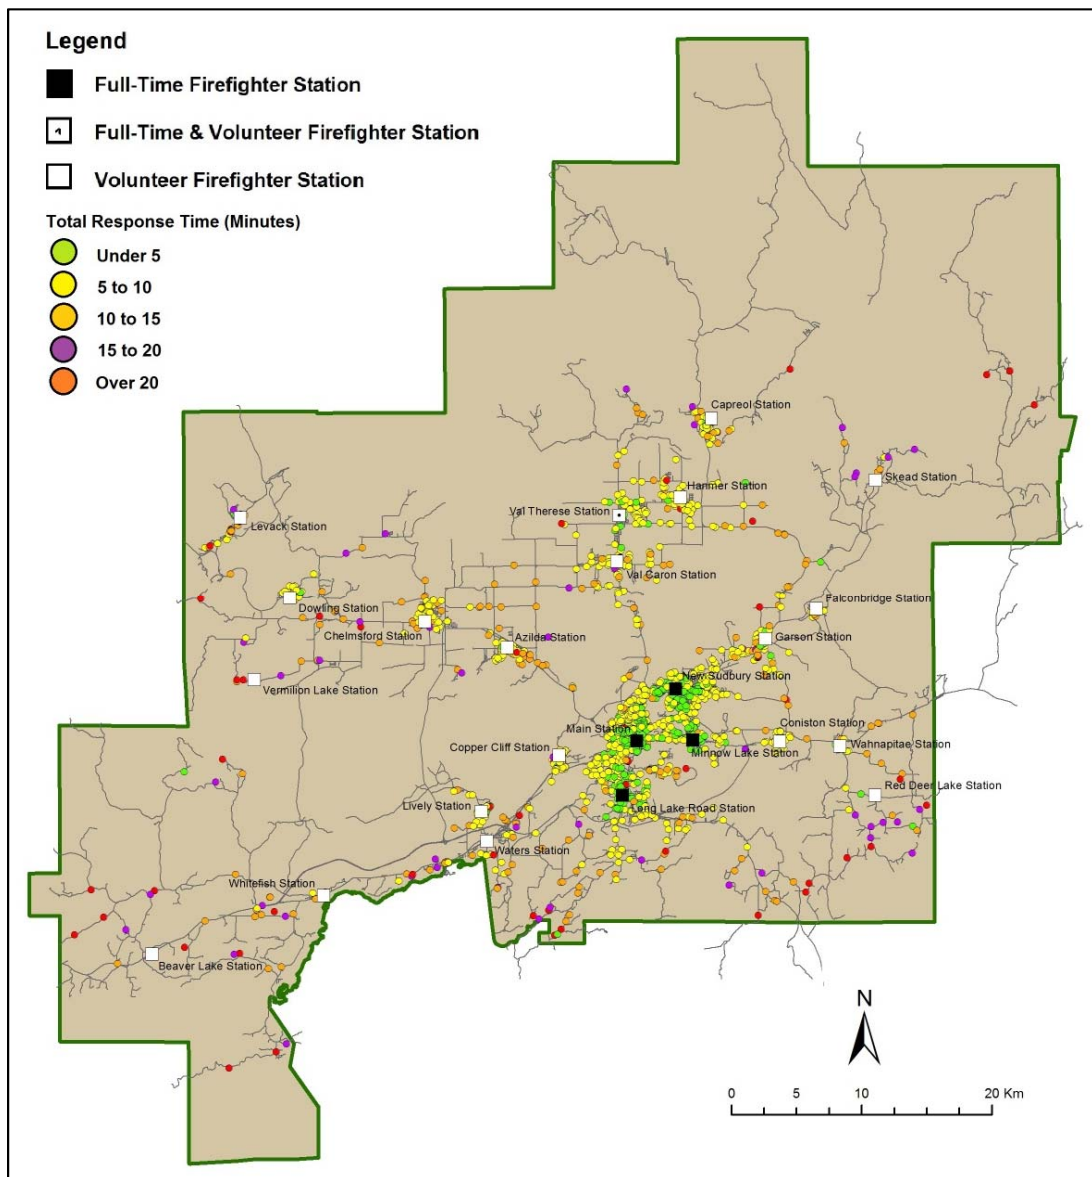 Legend
Full-Time Firefighter Station
Full-Time & Volunteer Firefighter Station
Volunteer Firefighter Station
Total Response Time (Minutes)
Under 5
5 to 10
10 to 15
15 to 20
Over 20
Capreol Station
Skead Station
Hanmer Station
Val Therese Station
Levack Station
Val Caron Station
Falconbridge Station
Dowling Station
Chelmsford Station
Azilda Station
Garson Station
New Sudbury Station
Vermilion Lake Station
Main Station
Coniston Station
Copper Cliff Station
Minnow Lake Station
Wahnapitae Station
Red Deer Lake Station
Lively Station
Long Lake Road Station
Waters Station
Whitefish Station
Beaver Lake Station
N
0 5 10 20 Km